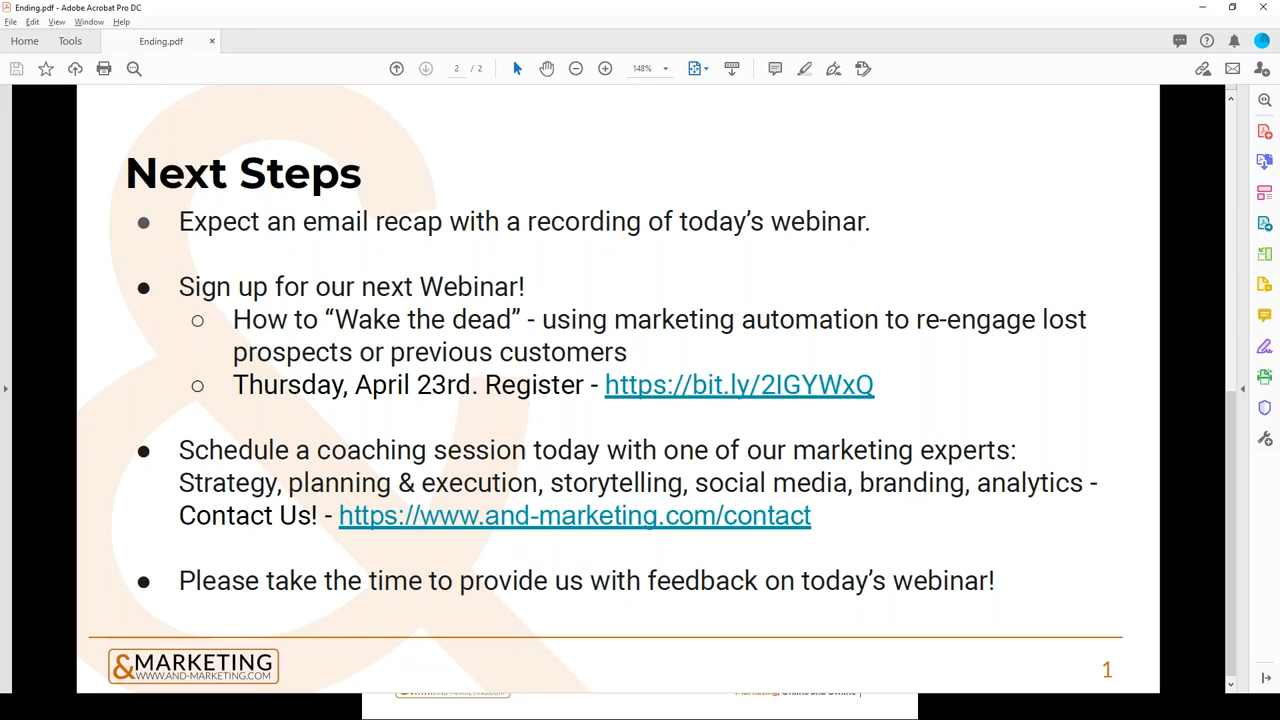 Ending.pdf - Adobe Acrobat Pro DC
File Edit View Window Help
Home Tools Ending.pdf ×
2 / 2 148%
Next Steps
● Expect an email recap with a recording of today’s webinar.
● Sign up for our next Webinar!
○ How to “Wake the dead” - using marketing automation to re-engage lost
prospects or previous customers
○ Thursday, April 23rd. Register - https://bit.ly/2IGYWxQ
● Schedule a coaching session today with one of our marketing experts:
Strategy, planning & execution, storytelling, social media, branding, analytics -
Contact Us! - https://www.and-marketing.com/contact
● Please take the time to provide us with feedback on today’s webinar!
&MARKETING
WWW.AND-MARKETING.COM
1